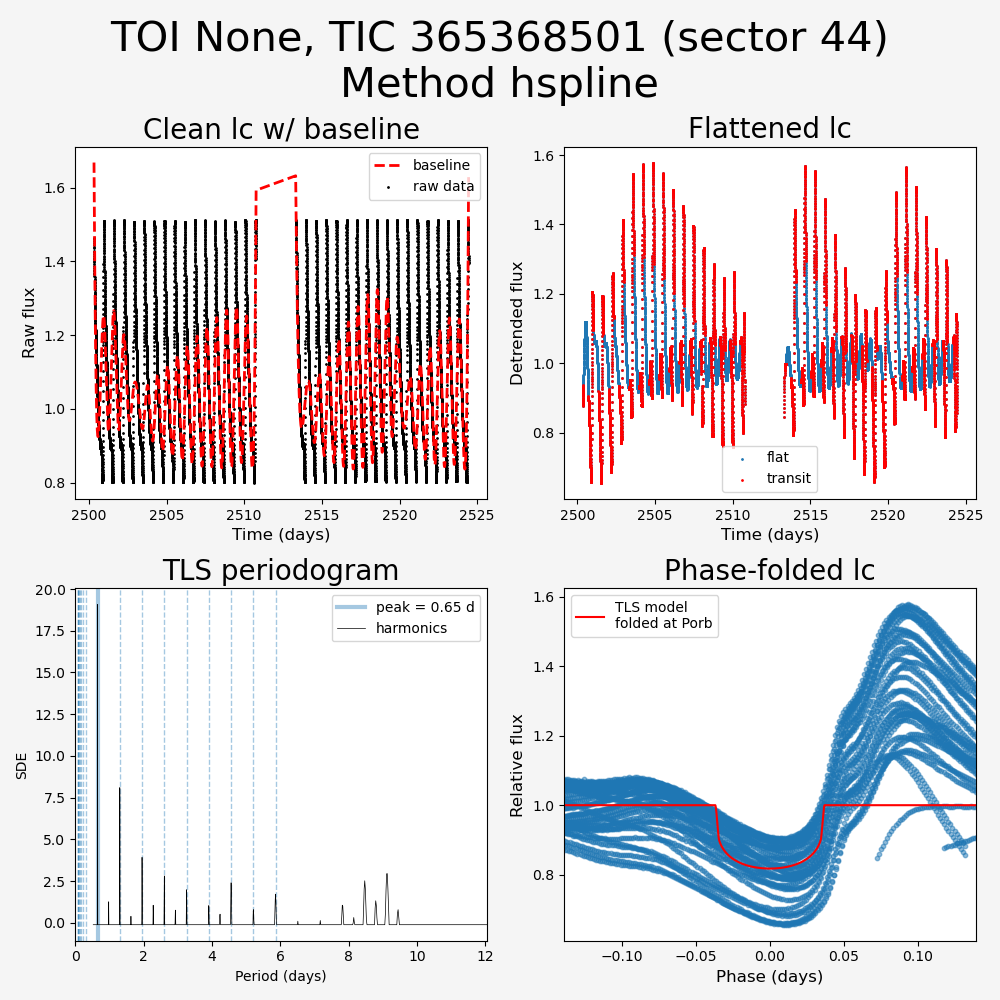 TOI None, TIC 365368501 (sector 44)
Method hspline
Clean lc w/ baseline
Raw flux
1.6
1.4
1.2
1.0
0.8
baseline
raw data
2500
2505
2510
2515
2520
2525
Time (days)
Flattened lc
Detrended flux
1.6
1.4
1.2
1.0
0.8
flat
transit
2500
2505
2510
2515
2520
2525
Time (days)
TLS periodogram
SDE
20.0
17.5
15.0
12.5
10.0
7.5
5.0
2.5
0.0
peak = 0.65 d
harmonics
0
2
4
6
8
10
12
Period (days)
Phase-folded lc
Relative flux
1.6
1.4
1.2
1.0
0.8
TLS model
folded at Porb
−0.10
−0.05
0.00
0.05
0.10
Phase (days)